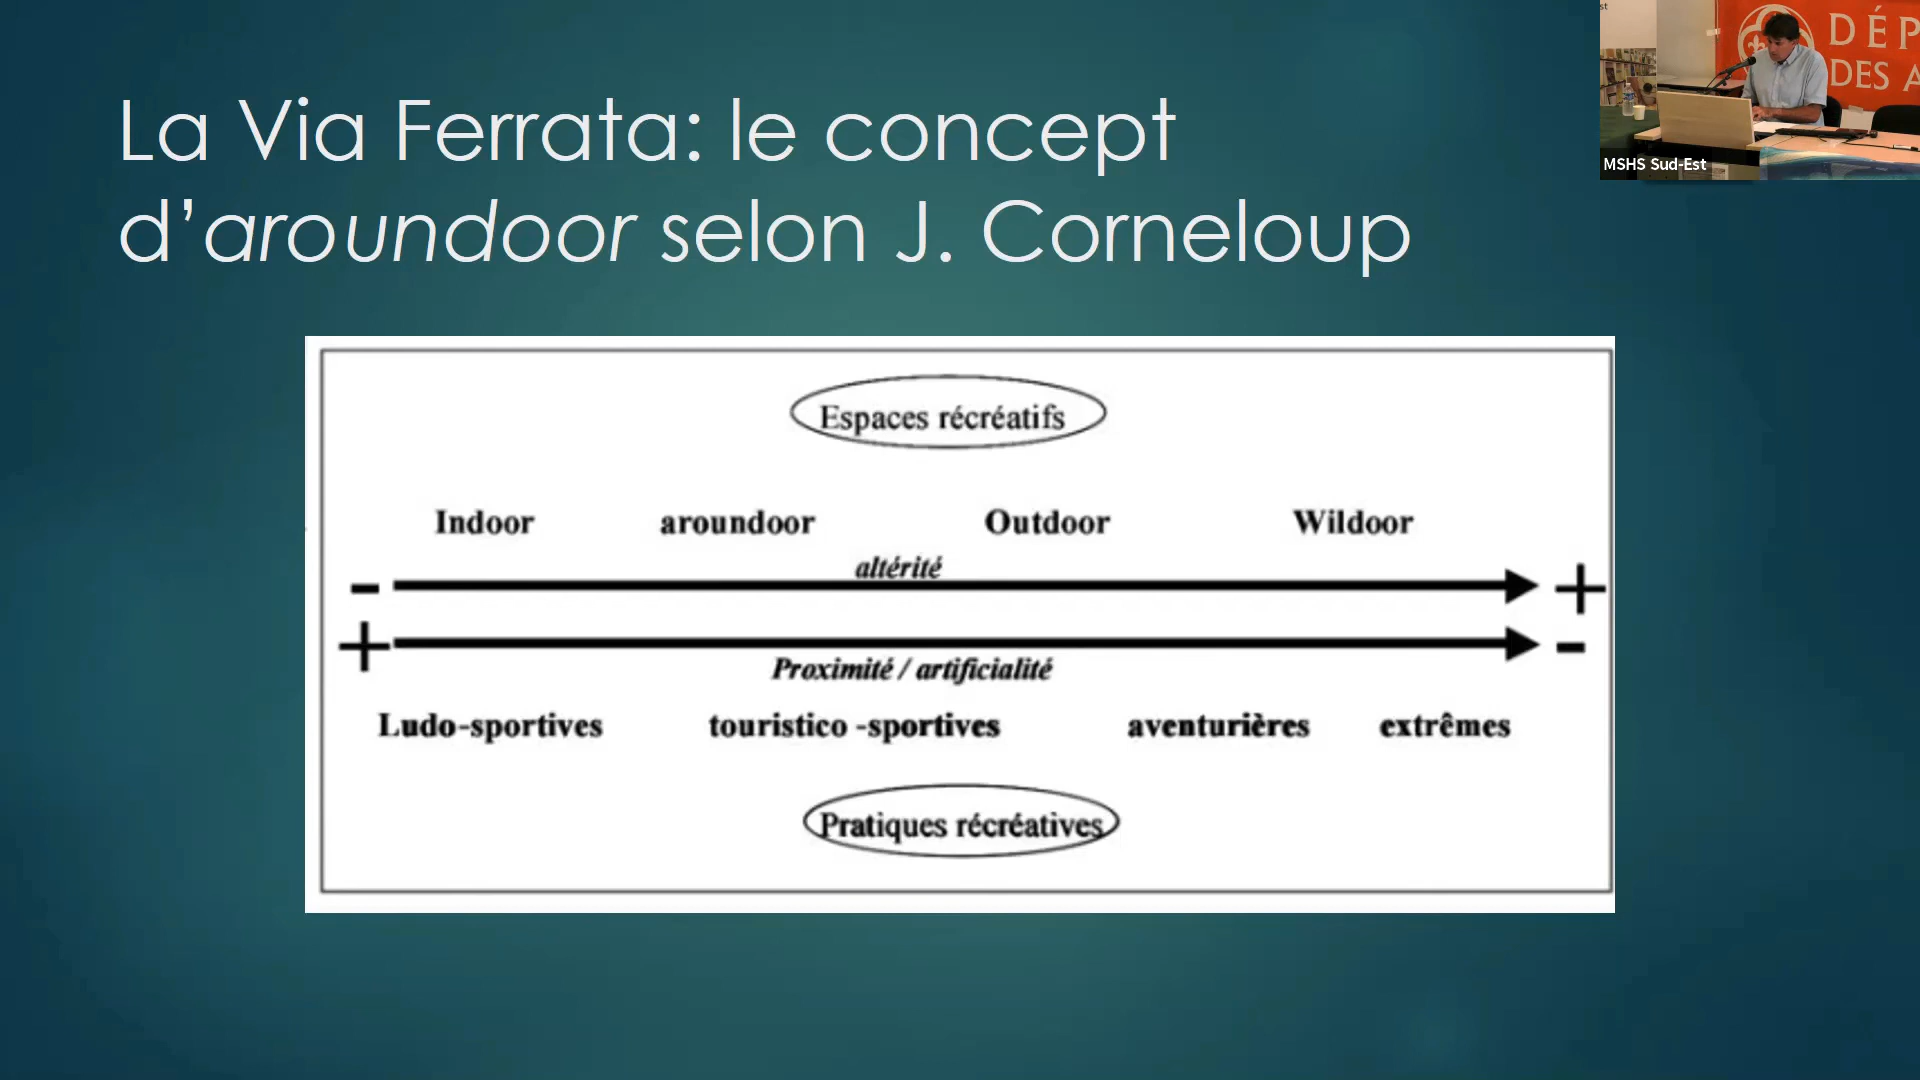 La Via Ferrata: le concept
d’aroundoor selon J. Corneloup
st
DÉP
DES A
MSHS Sud-Est
Espaces récréatifs
Indoor aroundoor Outdoor Wildoor
altérité
- +
+ -
Proximité / artificialité
Ludo-sportives touristico -sportives aventurières extrêmes
Pratiques récréatives